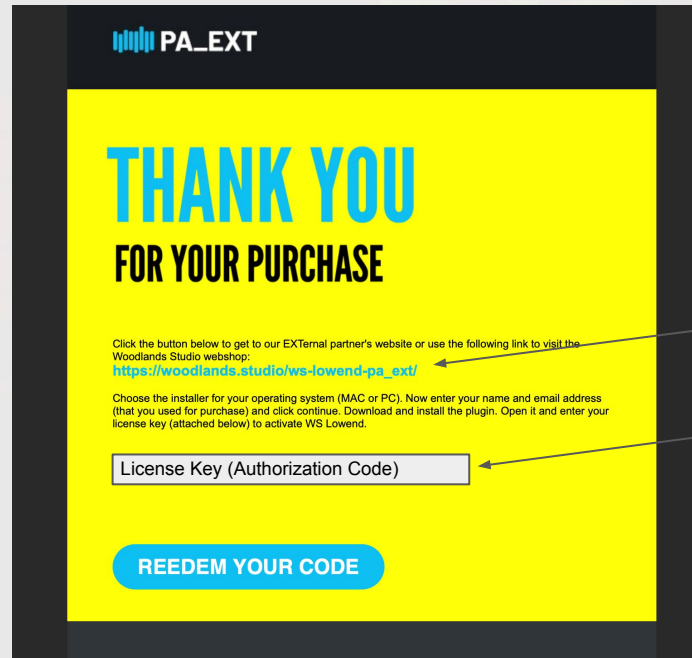 PA_EXT
THANK YOU
FOR YOUR PURCHASE
Click the button below to get to our EXTernal partner's website or use the following link to visit the
Woodlands Studio webshop:
https://woodlands.studio/ws-lowend-pa_ext/
Choose the installer for your operating system (MAC or PC). Now enter your name and email address
(that you used for purchase) and click continue. Download and install the plugin. Open it and enter your
license key (attached below) to activate WS Lowend.
License Key (Authorization Code)
REEDEM YOUR CODE